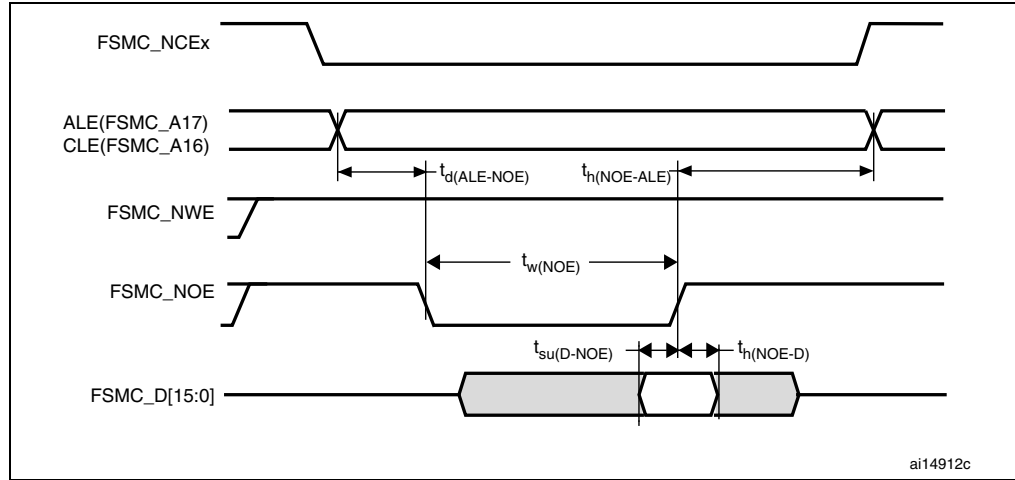 FSMC_NCEx
ALE(FSMC_A17)
CLE(FSMC_A16)
td(ALE-NOE)
th(NOE-ALE)
FSMC_NWE
tw(NOE)
FSMC_NOE
tsu(D-NOE)
th(NOE-D)
FSMC_D[15:0]
ai14912c